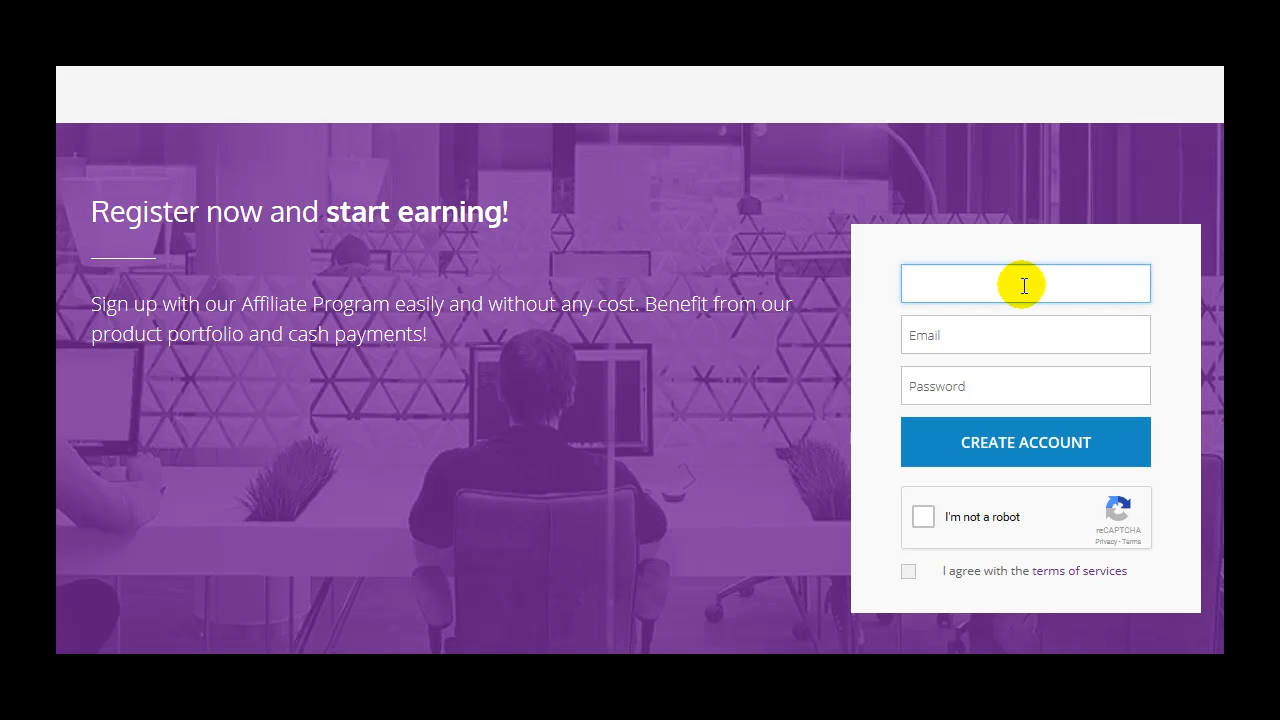 Register now and start earning!
Sign up with our Affiliate Program easily and without any cost. Benefit from our
product portfolio and cash payments!
Email
Password
CREATE ACCOUNT
I'm not a robot
reCAPTCHA
Privacy - Terms
I agree with the terms of services